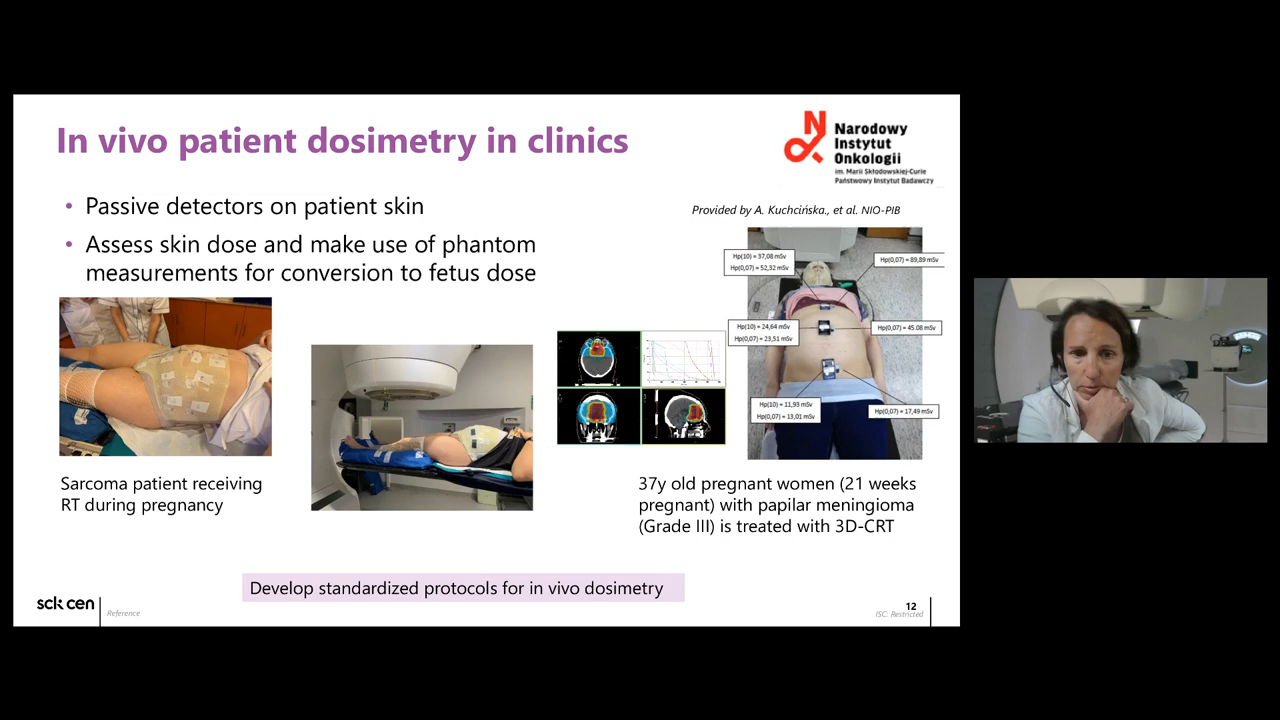 In vivo patient dosimetry in clinics
Narodowy
Instytut
Onkologii
im. Marii Skłodowskiej-Curie
Państwowy Instytut Badawczy
• Passive detectors on patient skin
• Assess skin dose and make use of phantom
measurements for conversion to fetus dose
Provided by A. Kuchcińska., et al. NIO-PIB
Hp(10) = 37,08 mSv
Hp(0,07) = 52,32 mSv
Hp(0,07) = 89,89 mSv
Hp(10) = 24,64 mSv
Hp(0,07) = 23,51 mSv
Hp(0,07) = 45.08 mSv
Hp(10) = 11,93 mSv
Hp(0,07) = 13,01 mSv
Hp(0,07) = 17,49 mSv
Sarcoma patient receiving
RT during pregnancy
37y old pregnant women (21 weeks
pregnant) with papilar meningioma
(Grade III) is treated with 3D-CRT
Develop standardized protocols for in vivo dosimetry
sck cen
Reference
12
ISC: Restricted